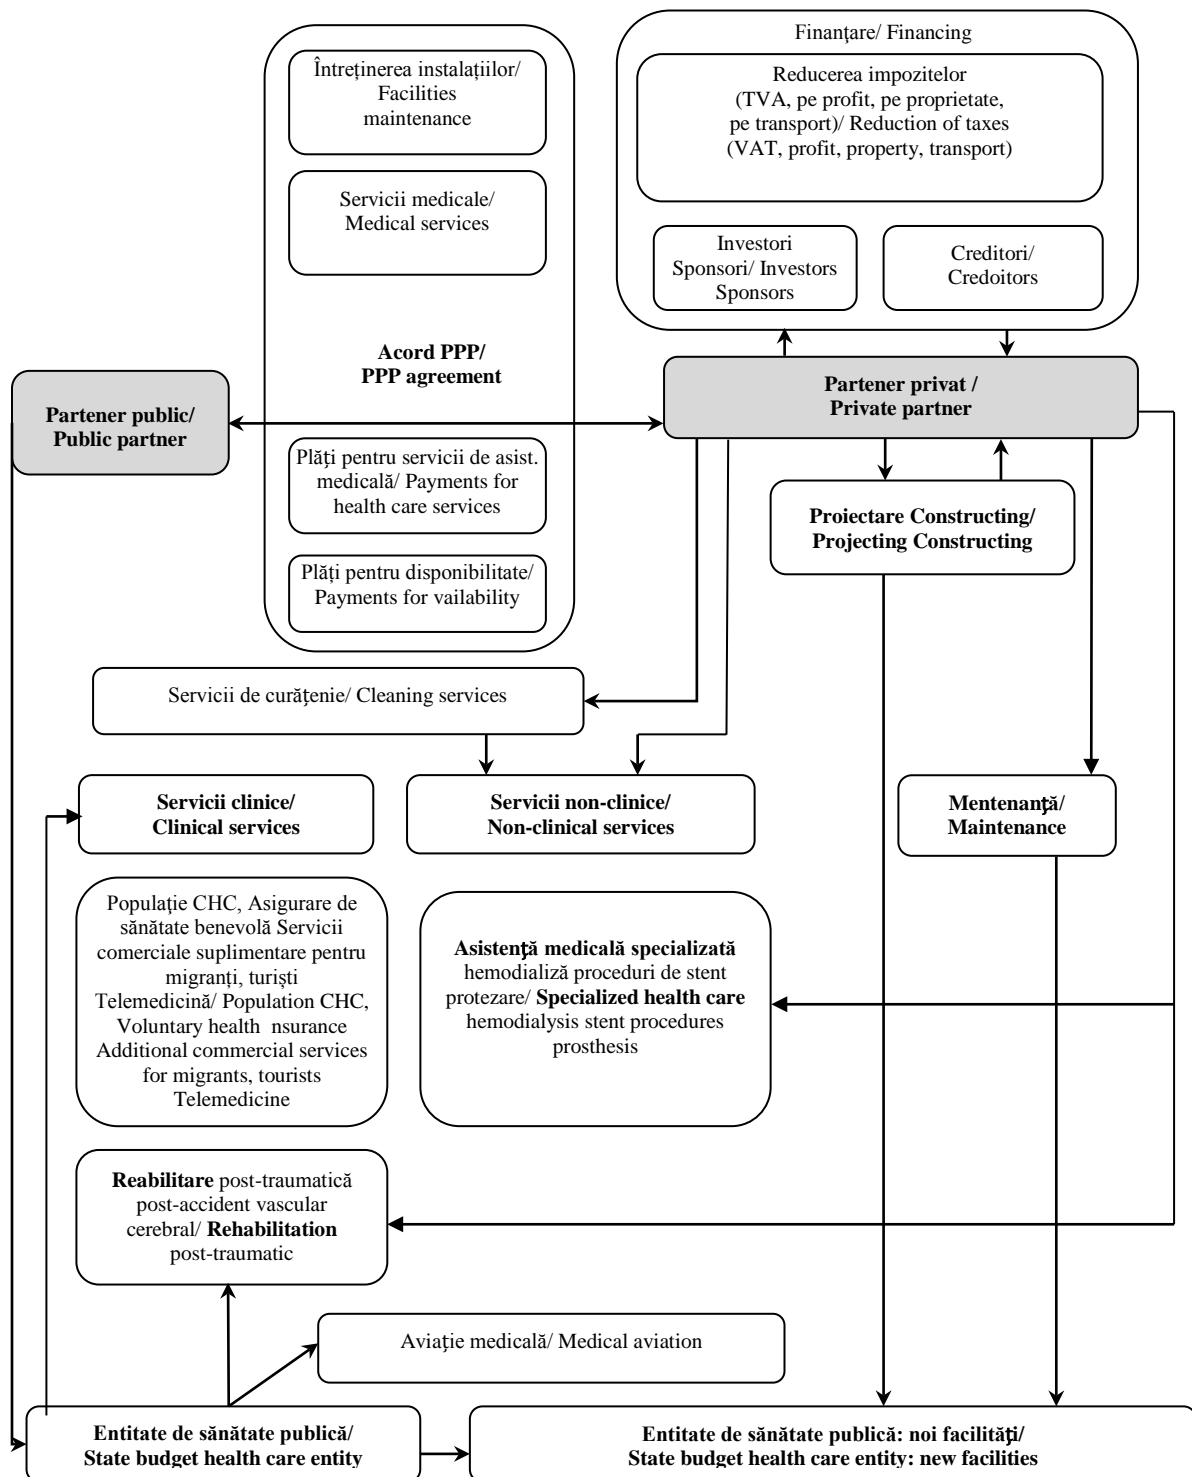 Finanţare/ Financing
Întreținerea instalațiilor/
Facilities
maintenance
Reducerea impozitelor
(TVA, pe profit, pe proprietate,
pe transport)/ Reduction of taxes
(VAT, profit, property, transport)
Servicii medicale/
Medical services
Investori
Sponsori/ Investors
Sponsors
Creditori/
Credoitors
Acord PPP/
PPP agreement
Partener privat /
Private partner
Partener public/
Public partner
Plăți pentru servicii de asist.
medicală/ Payments for
health care services
Proiectare Constructing/
Projecting Constructing
Plăți pentru disponibilitate/
Payments for vailability
Servicii de curățenie/ Cleaning services
Servicii clinice/
Clinical services
Servicii non-clinice/
Non-clinical services
Mentenanță/
Maintenance
Populaţie CHC, Asigurare de
sănătate benevolă Servicii
comerciale suplimentare pentru
migranți, turiști
Telemedicină/ Population CHC,
Voluntary health nsurance
Additional commercial services
for migrants, tourists
Telemedicine
Asistență medicală specializată
hemodializă proceduri de stent
protezare/ Specialized health care
hemodialysis stent procedures
prosthesis
Reabilitare post-traumatică
post-accident vascular
cerebral/ Rehabilitation
post-traumatic
Aviație medicală/ Medical aviation
Entitate de sănătate publică/
State budget health care entity
Entitate de sănătate publică: noi facilități/
State budget health care entity: new facilities